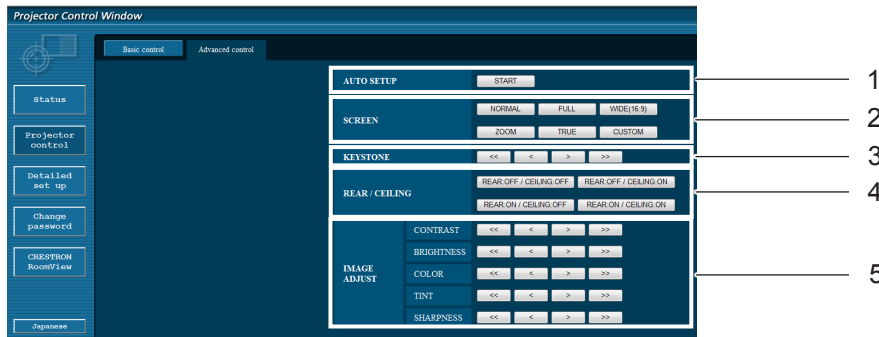 Projector Control Window
Basic control Advanced control
AUTO SETUP START 1
Status
SCREEN NORMAL FULL WIDE(16:9) 2
ZOOM TRUE CUSTOM
Projector control
KEYSTONE << < > >> 3
Detailed set up
REAR / CEILING REAR:OFF / CEILING:OFF REAR:OFF / CEILING:ON 4
REAR:ON / CEILING:OFF REAR:ON / CEILING:ON
Change password
IMAGE ADJUST
CONTRAST << < > >>
BRIGHTNESS << < > >>
COLOR << < > >> 5
TINT << < > >>
SHARPNESS << < > >>
CRESTRON RoomView
Japanese